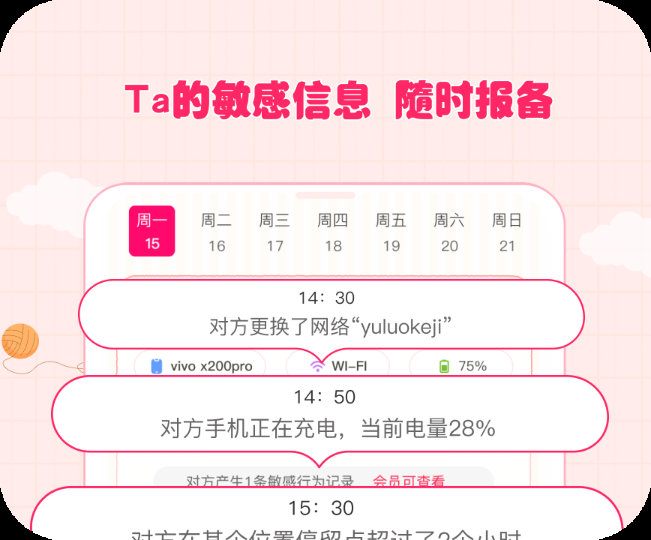 Ta的敏感信息 随时报备
周一 周二 周三 周四 周五 周六 周日
15 16 17 18 19 20 21
14：30
对方更换了网络“yuluokeji”
vivo x200pro WI-FI 75%
14：50
对方手机正在充电，当前电量28%
对方产生1条敏感行为记录 会员可查看
15：30
对方在某个位置停留点超过了2个小时